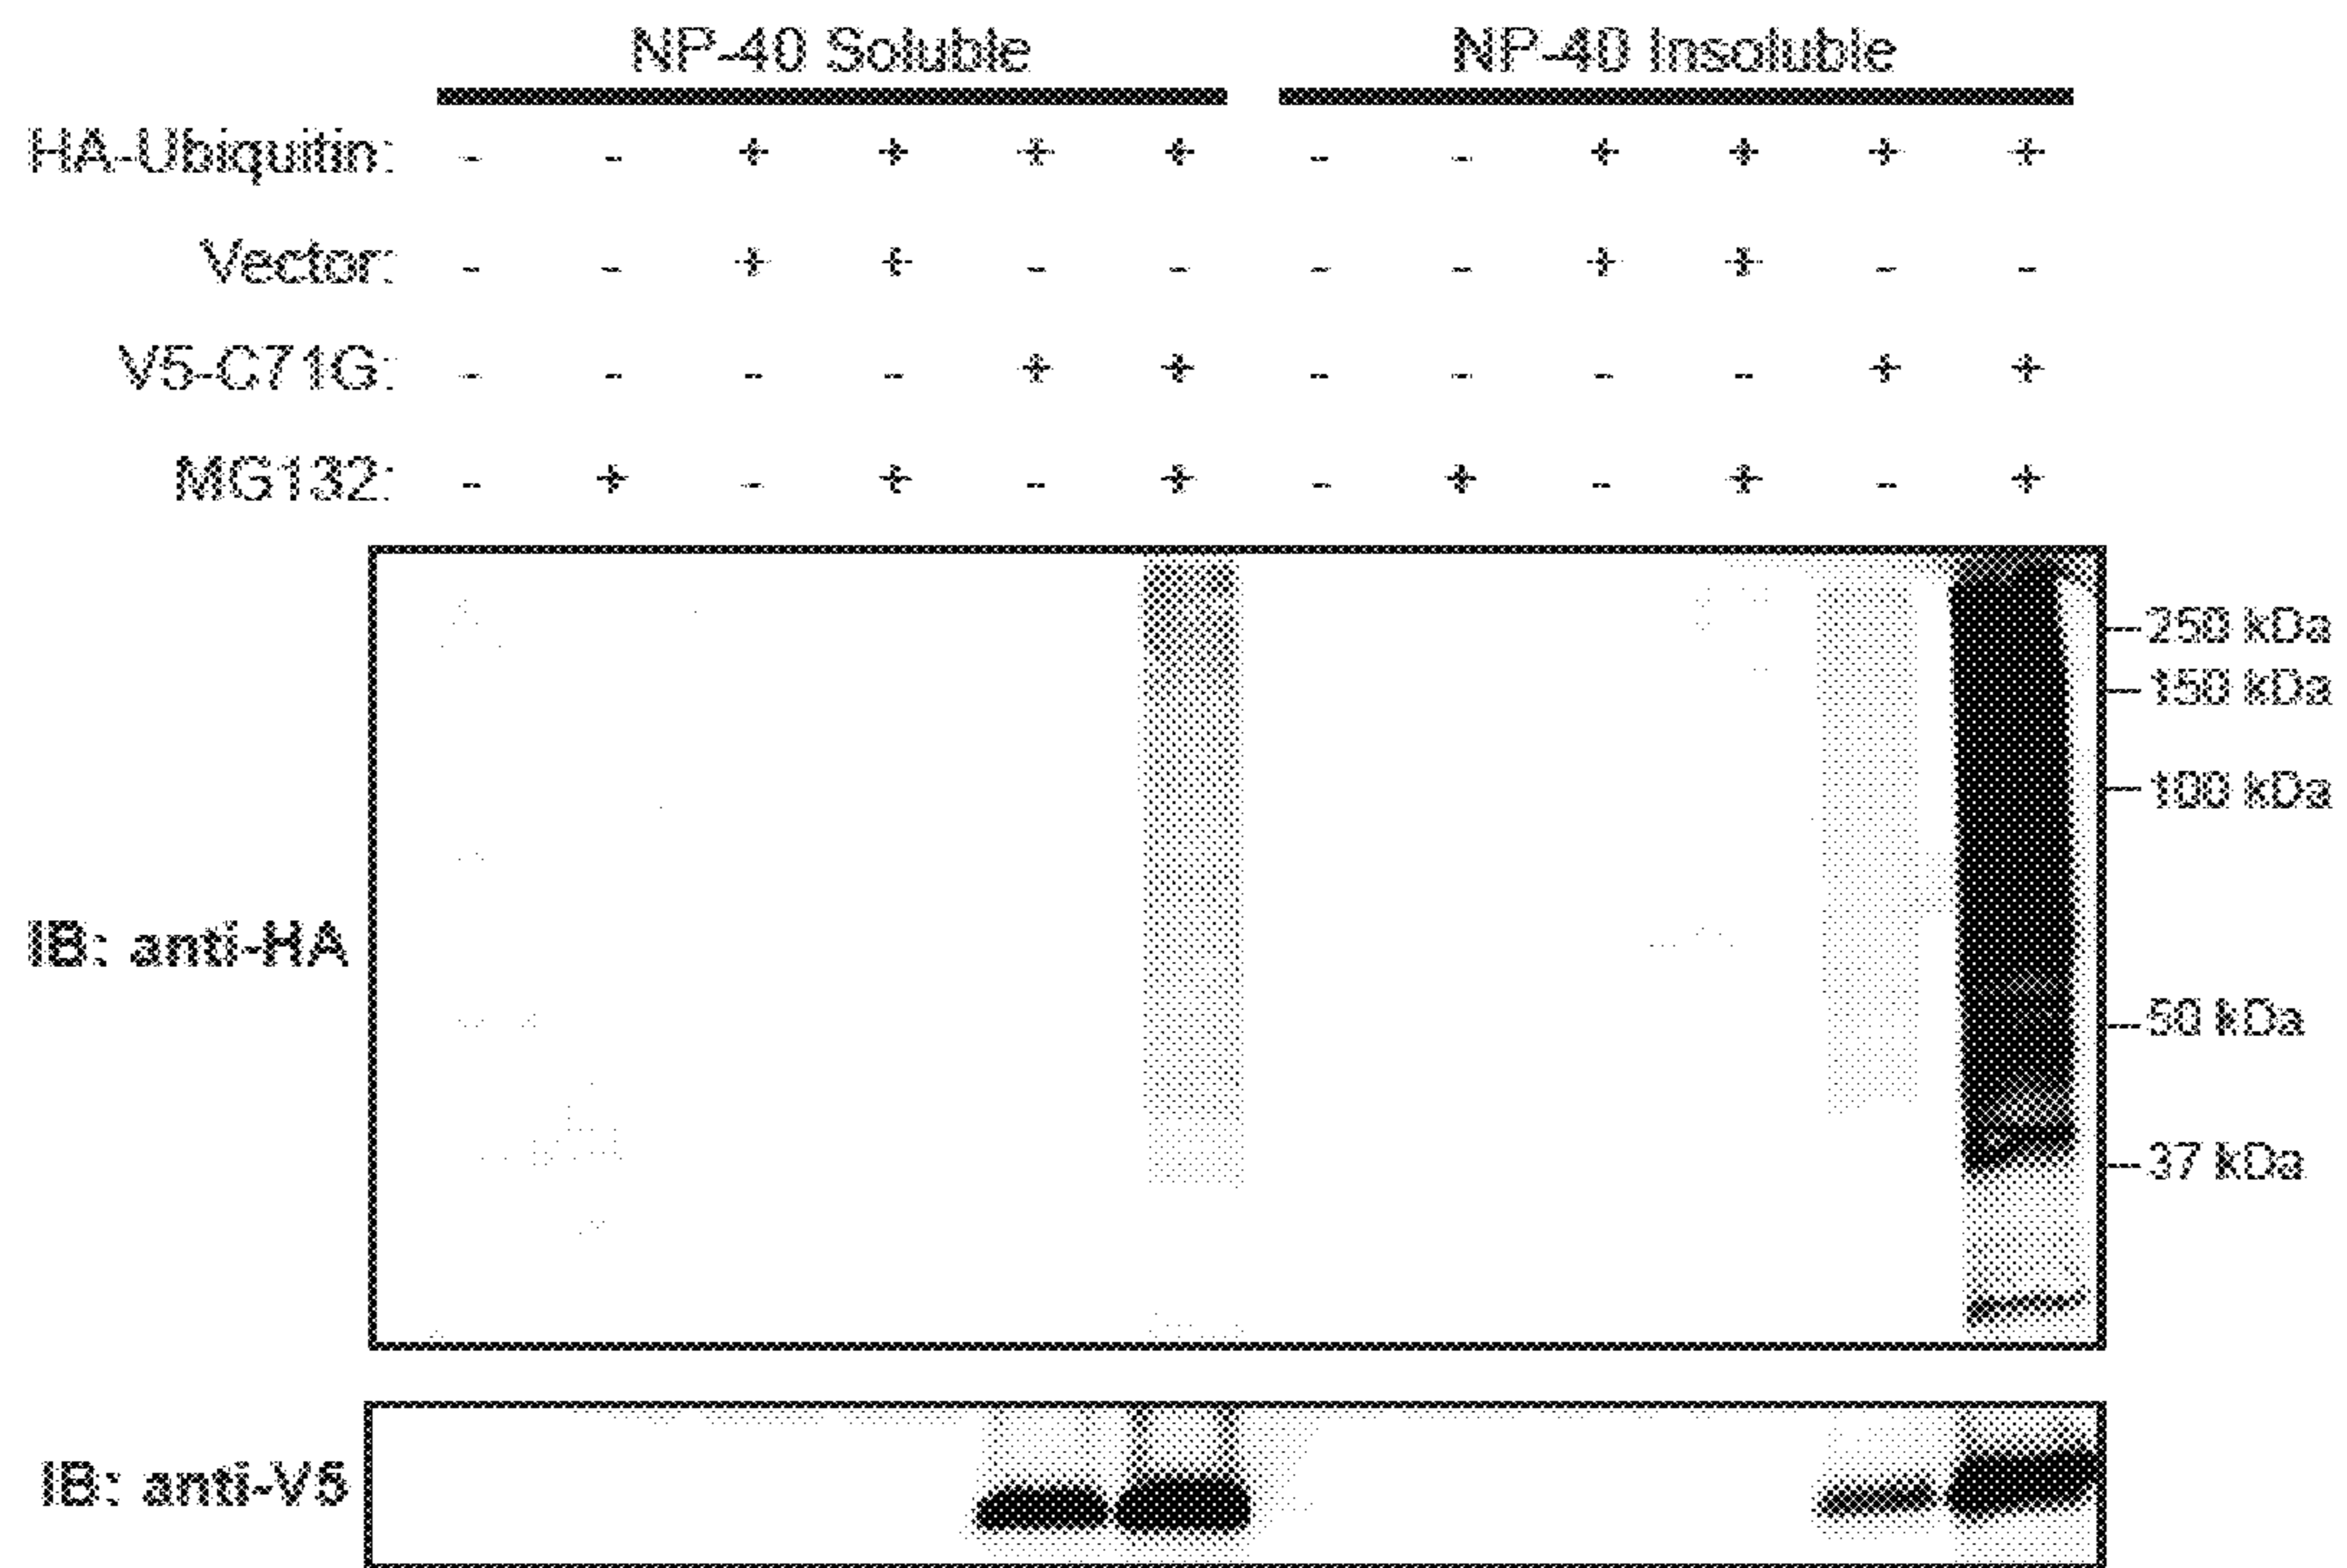 NP-40 Soluble NP-40 Insoluble
HA-Ubiquitin: - - + + + + - - + + + +
Vector: - - + + - - - - + + - -
V5-C71G: - - - - + + - - - - + +
MG132: - + - + - + - + - + - +
250 kDa
150 kDa
100 kDa
IB: anti-HA
50 kDa
37 kDa
IB: anti-V5